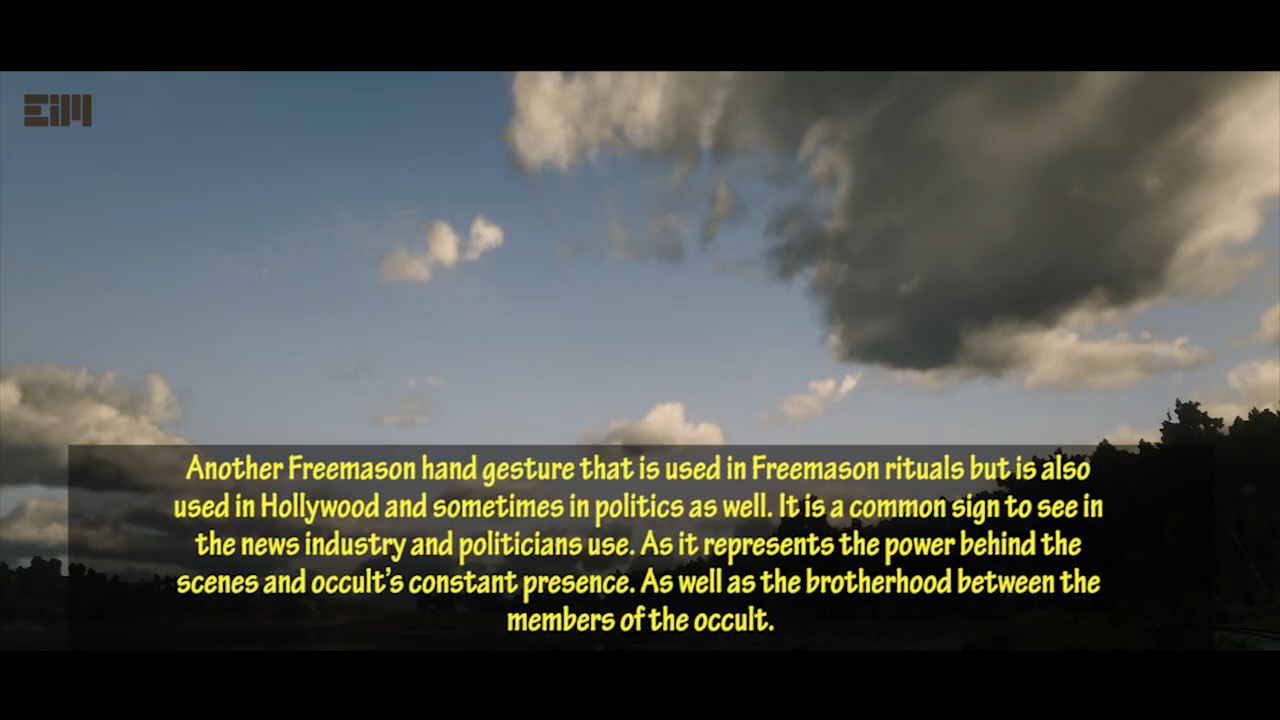 EIM
Another Freemason hand gesture that is used in Freemason rituals but is also
used in Hollywood and sometimes in politics as well. It is a common sign to see in
the news industry and politicians use. As it represents the power behind the
scenes and occult's constant presence. As well as the brotherhood between the
members of the occult.